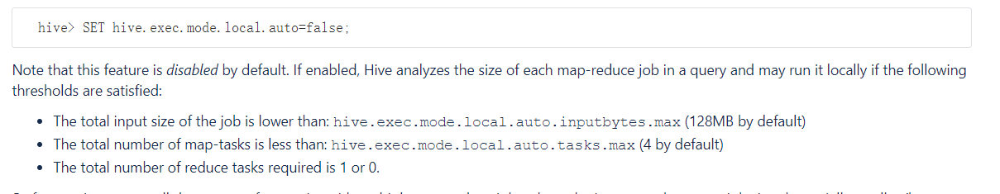 hive> SET hive.exec.mode.local.auto=false;
Note that this feature is disabled by default. If enabled, Hive analyzes the size of each map-reduce job in a query and may run it locally if the following
thresholds are satisfied:
• The total input size of the job is lower than: hive.exec.mode.local.auto.inputbytes.max (128MB by default)
• The total number of map-tasks is less than: hive.exec.mode.local.auto.tasks.max (4 by default)
• The total number of reduce tasks required is 1 or 0.